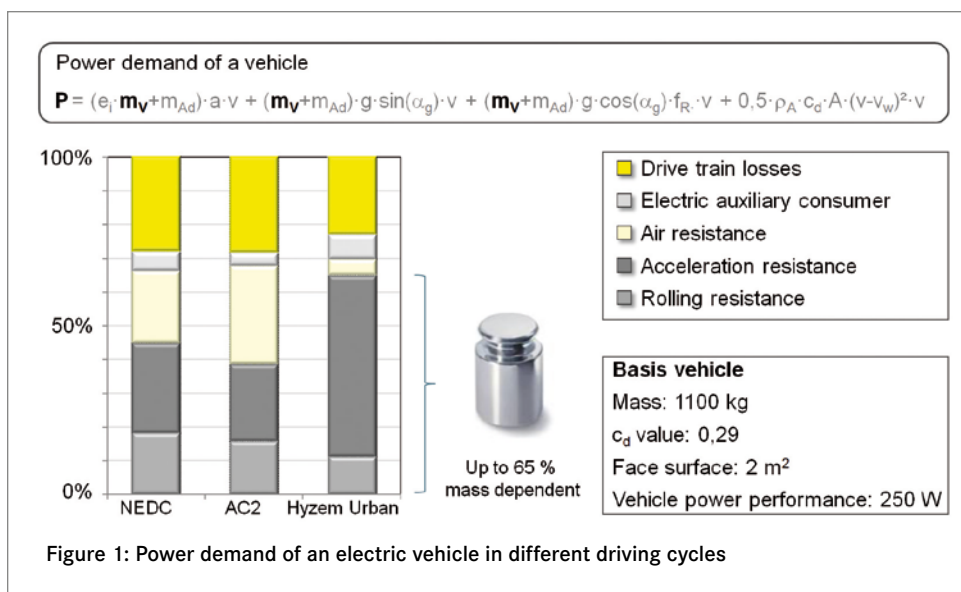 Power demand of a vehicle
P = (eᵢ·m_V+m_Ad)·a·v + (m_V+m_Ad)·g·sin(α_g)·v + (m_V+m_Ad)·g·cos(α_g)·f_R·v + 0,5·ρ_A·c_d·A·(v-v_w)²·v
100%
50%
0%
NEDC
AC2
Hyzem Urban
Up to 65 %
mass dependent
Drive train losses
Electric auxiliary consumer
Air resistance
Acceleration resistance
Rolling resistance
Basis vehicle
Mass: 1100 kg
c_d value: 0,29
Face surface: 2 m²
Vehicle power performance: 250 W
Figure 1: Power demand of an electric vehicle in different driving cycles